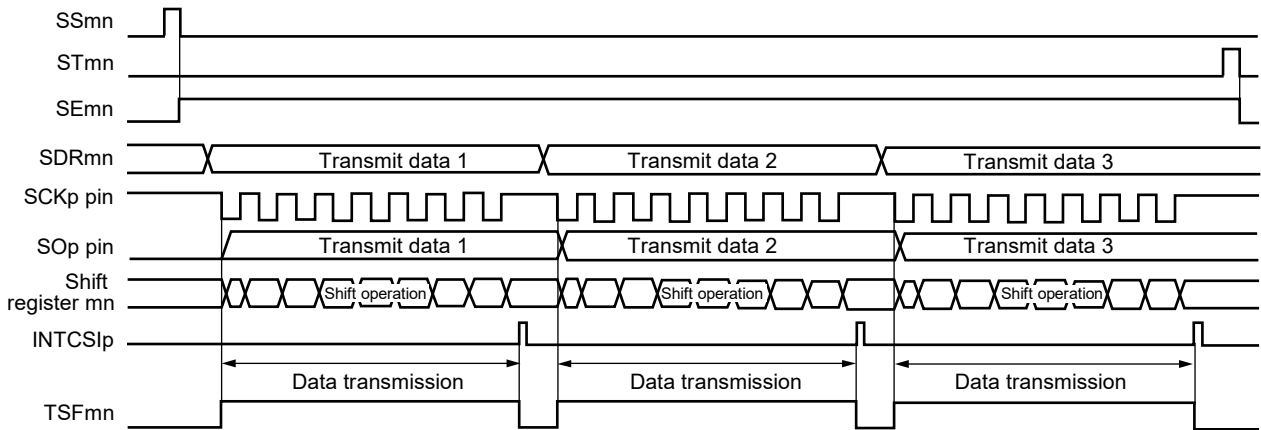 SSmn
STmn
SEmn
SDRmn Transmit data 1 Transmit data 2 Transmit data 3
SCKp pin
SOp pin Transmit data 1 Transmit data 2 Transmit data 3
Shift
register mn Shift operation Shift operation Shift operation
INTCSIp
Data transmission Data transmission Data transmission
TSFmn